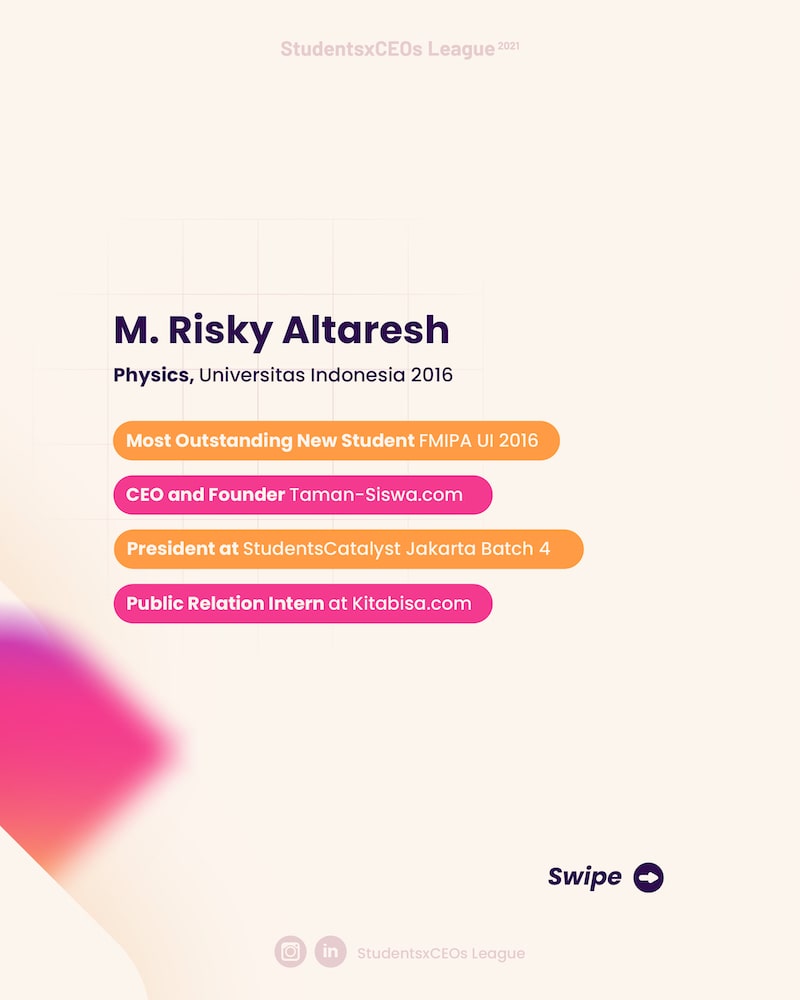 StudentsxCEOs League 2021
M. Risky Altaresh
Physics, Universitas Indonesia 2016
Most Outstanding New Student FMIPA UI 2016
CEO and Founder Taman-Siswa.com
President at StudentsCatalyst Jakarta Batch 4
Public Relation Intern at Kitabisa.com
Swipe
in StudentsxCEOs League